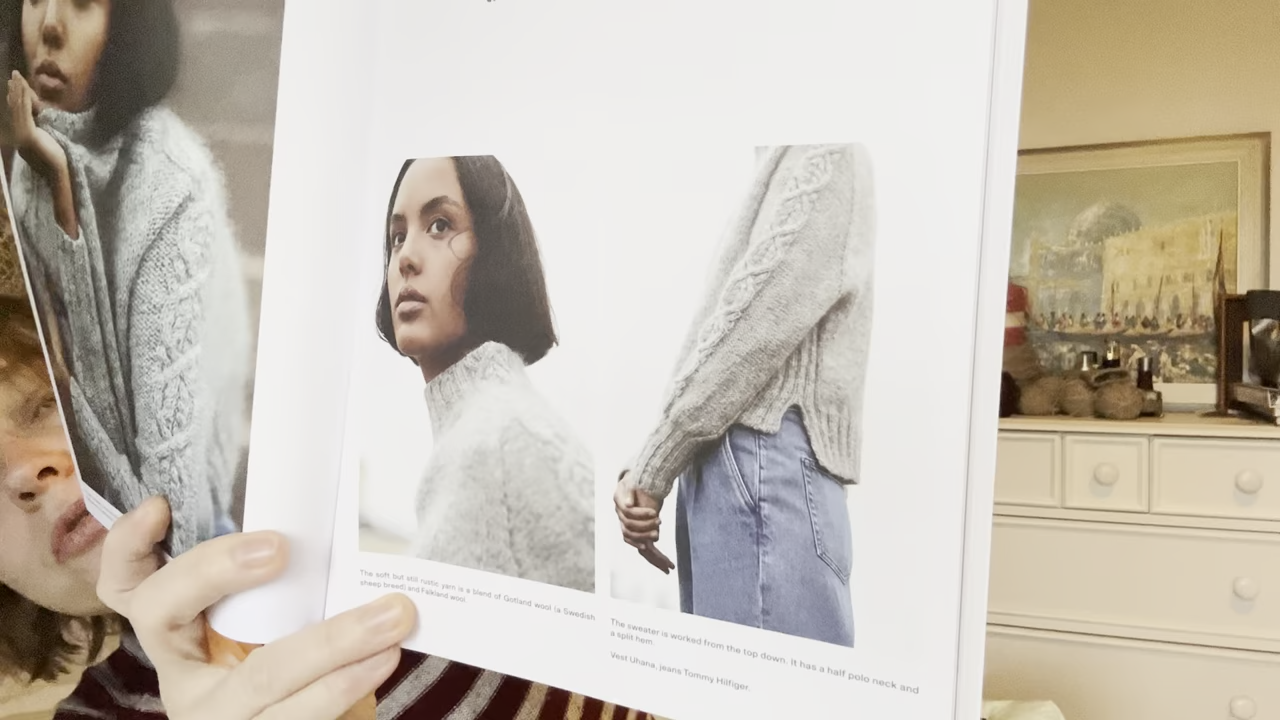 The soft but still rustic yarn is a blend of Gotland wool (a Swedish
sheep bread) and Falkland wool.
The sweater is worked from the top down. It has a half polo neck and
a split hem.
Vest Uhana, jeans Tommy Hilfiger.